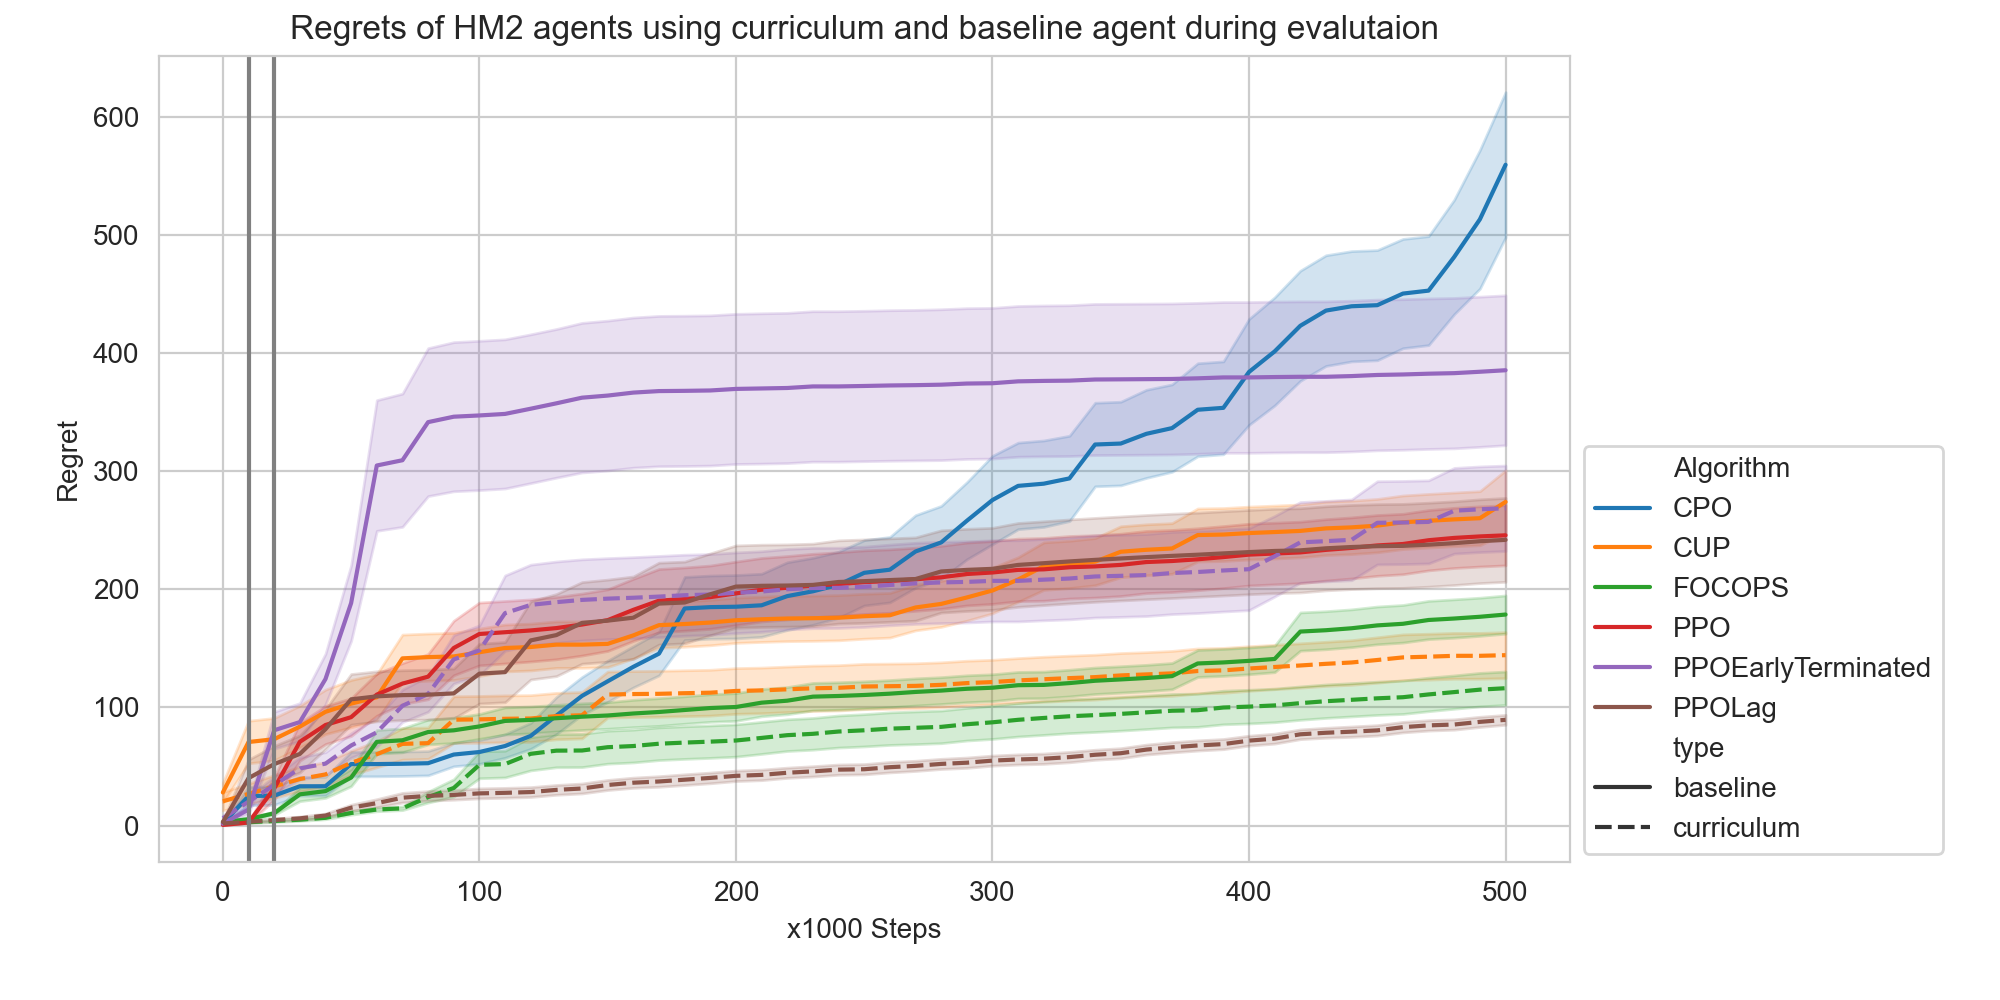 Regrets of HM2 agents using curriculum and baseline agent during evalutaion
600
500
400
300
200
100
0
Regret
0 100 200 300 400 500
x1000 Steps
Algorithm
CPO
CUP
FOCOPS
PPO
PPOEarlyTerminated
PPOLag
type
baseline
curriculum